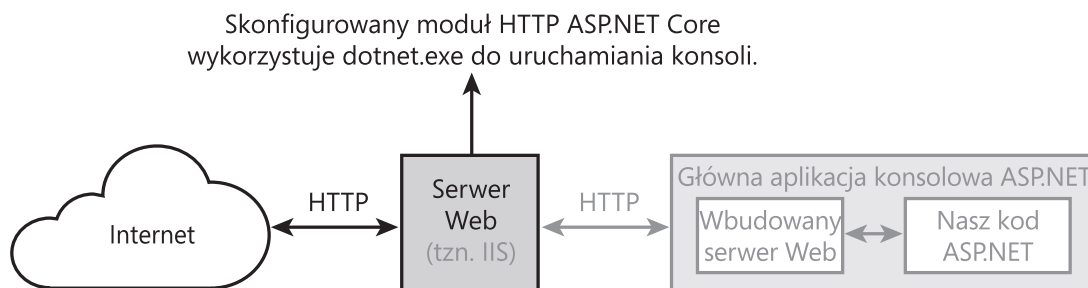 Skonfigurowany moduł HTTP ASP.NET Core
wykorzystuje dotnet.exe do uruchamiania konsoli.
Internet
HTTP
Serwer
Web
(tzn. IIS)
HTTP
Główna aplikacja konsolowa ASP.NET
Wbudowany
serwer Web
Nasz kod
ASP.NET